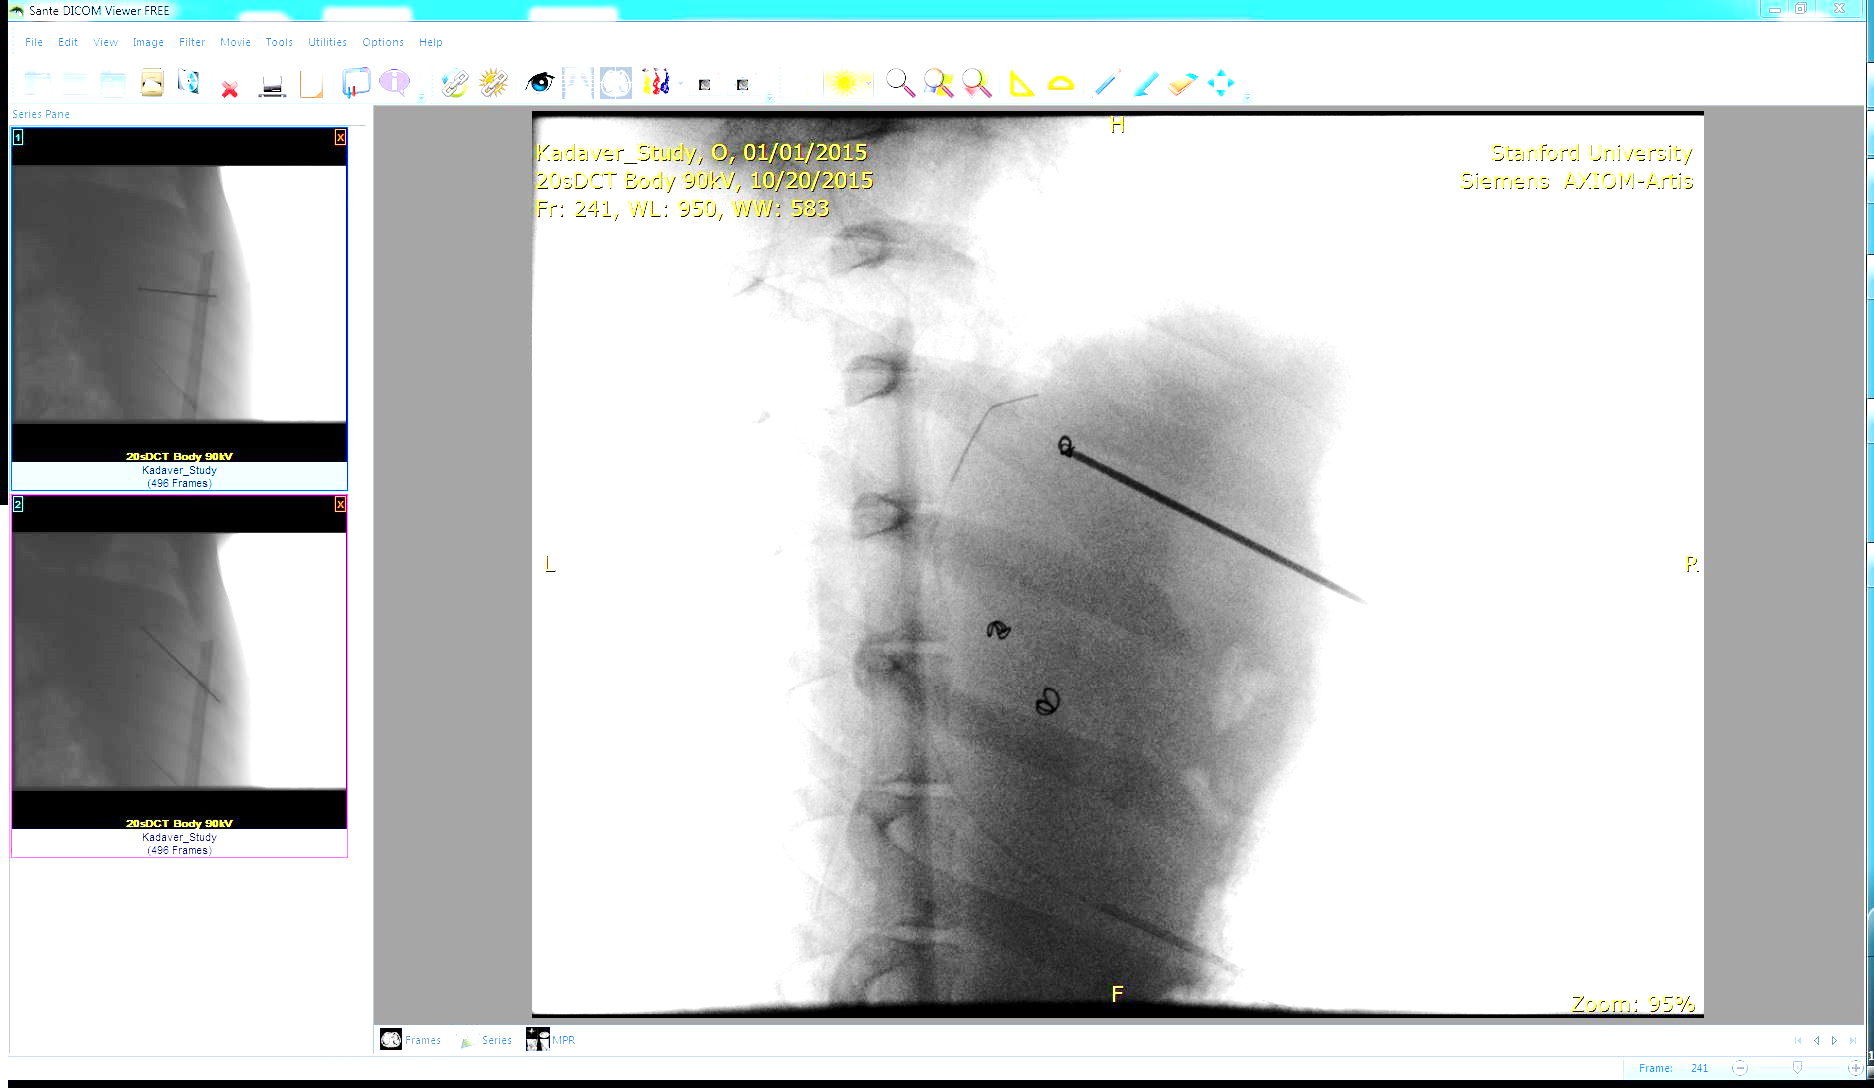 Sante DICOM Viewer FREE
File Edit View Image Filter Movie Tools Utilities Options Help
Series Pane
1 X
20sDCT Body 90kV
Kadaver_Study
(496 Frames)
2 X
20sDCT Body 90kV
Kadaver_Study
(496 Frames)
H
Kadaver_Study, O, 01/01/2015
20sDCT Body 90kV, 10/20/2015
Fr: 241, WL: 950, WW: 583
Stanford University
Siemens AXIOM-Artis
L
R
F
Zoom: 95%
Frames Series MPR
Frame: 241